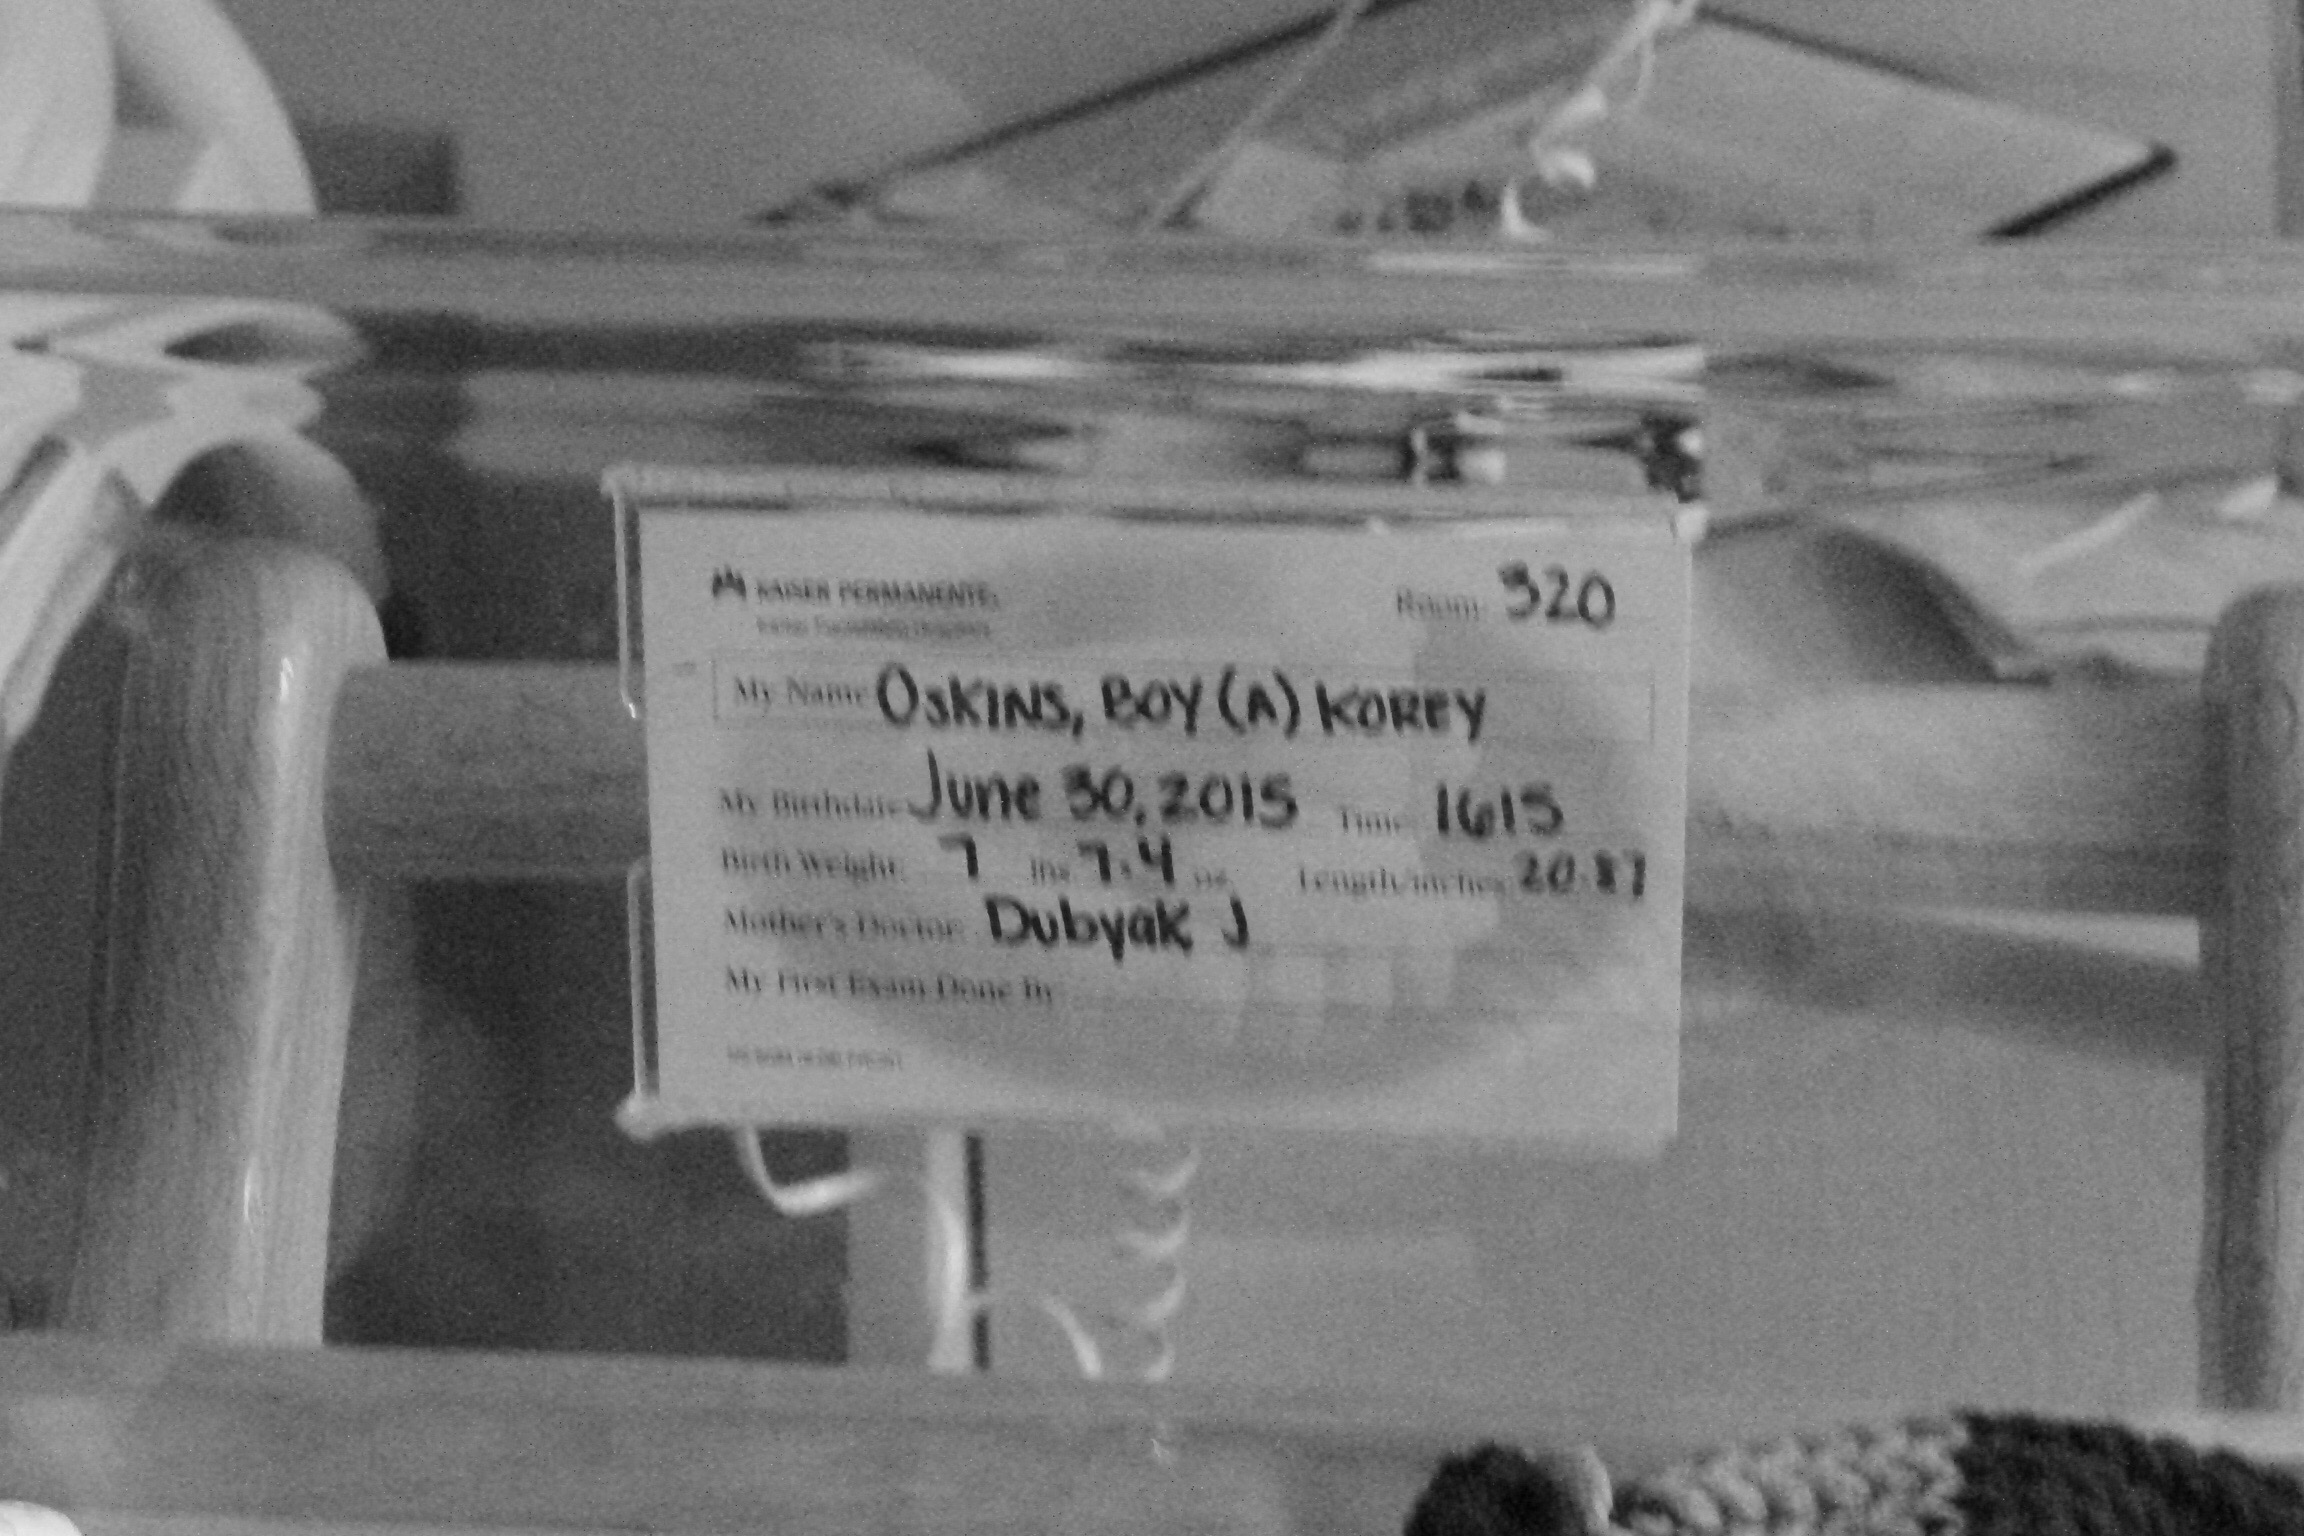 KAISER PERMANENTE®
Room: 320
My Name OSKINS, BOY (A) KOREY
My Birthdate June 30, 2015 Time 1615
Birth Weight: 7 lbs 7.4 oz. Length/inches 20.87
Mother's Doctor: Dubyak J
My First Exam Done By